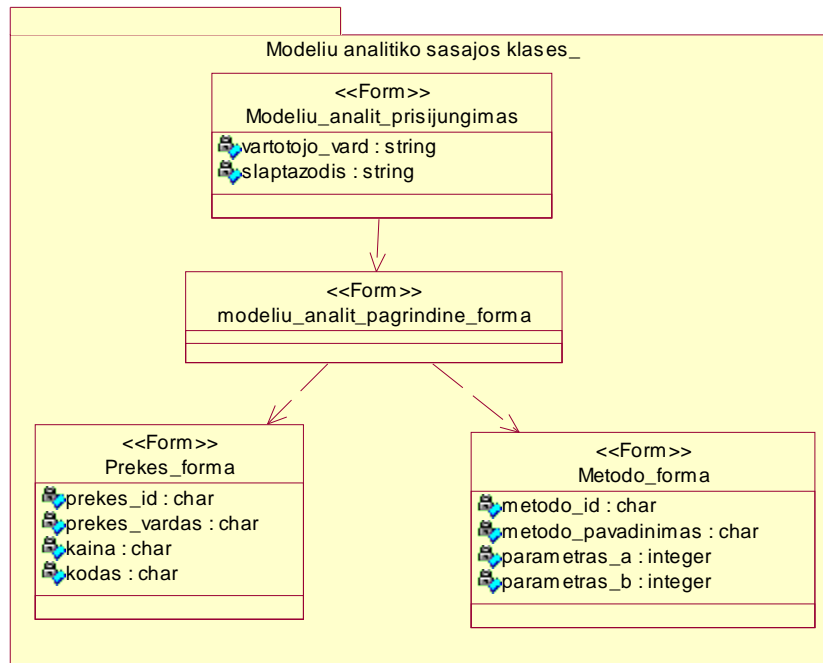 Modeliu analitiko sasajos klases_
<<Form>>
Modeliu_analit_prisijungimas
vartotojo_vard : string
slaptazodis : string
<<Form>>
modeliu_analit_pagrindine_forma
<<Form>>
Prekes_forma
prekes_id : char
prekes_vardas : char
kaina : char
kodas : char
<<Form>>
Metodo_forma
metodo_id : char
metodo_pavadinimas : char
parametras_a : integer
parametras_b : integer